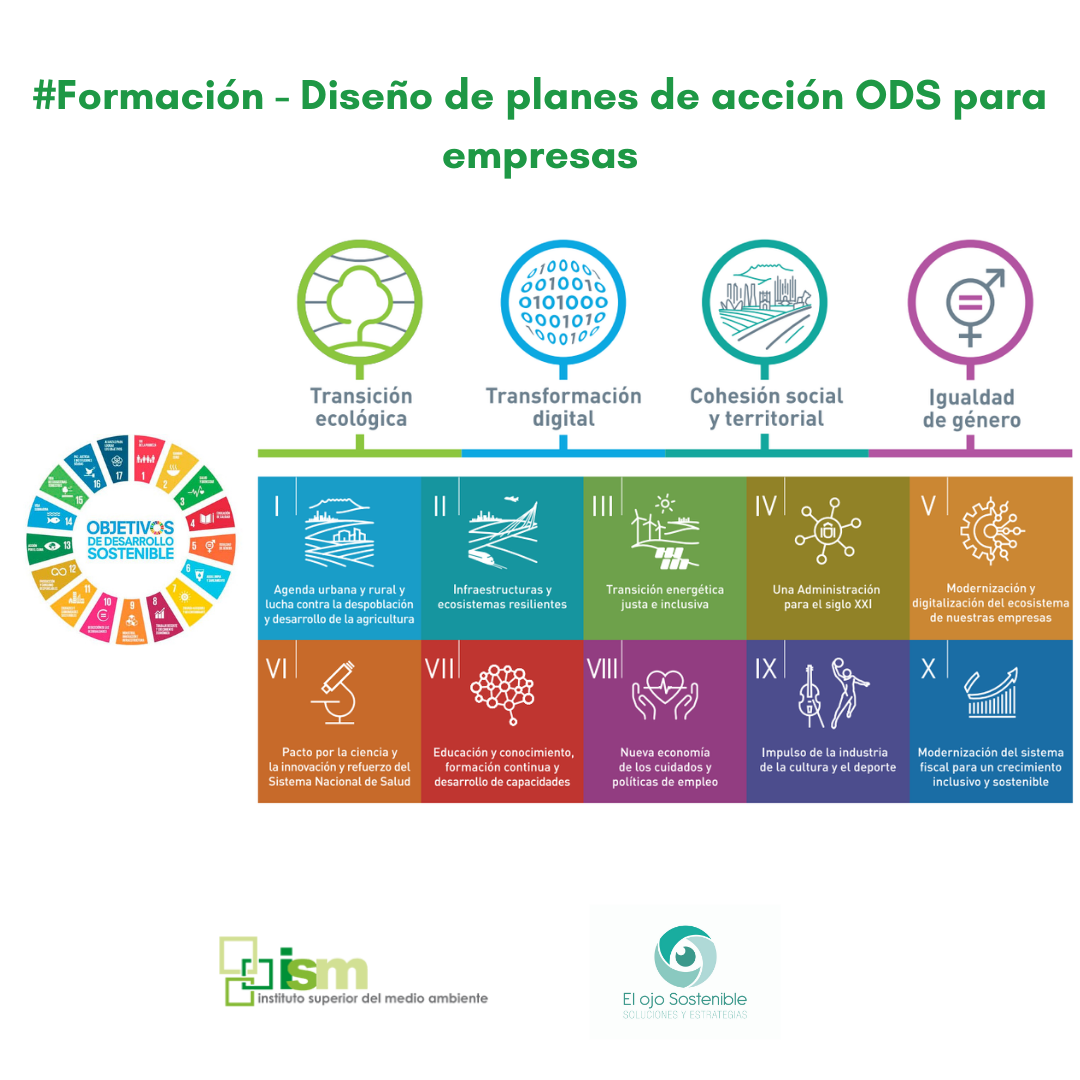 #Formación - Diseño de planes de acción ODS para
empresas
Transición
ecológica
Transformación
digital
Cohesión social
y territorial
Igualdad
de género
OBJETIVOS
DE DESARROLLO
SOSTENIBLE
1
2
3
4
5
6
7
8
9
10
11
12
13
14
15
16
17
I
Agenda urbana y rural y
lucha contra la despoblación
y desarrollo de la agricultura
II
Infraestructuras y
ecosistemas resilientes
III
Transición energética
justa e inclusiva
IV
Una Administración
para el siglo XXI
V
Modernización y
digitalización del ecosistema
de nuestras empresas
VI
Pacto por la ciencia y
la innovación y refuerzo del
Sistema Nacional de Salud
VII
Educación y conocimiento,
formación continua y
desarrollo de capacidades
VIII
Nueva economía
de los cuidados y
políticas de empleo
IX
Impulso de la industria
de la cultura y el deporte
X
Modernización del sistema
fiscal para un crecimiento
inclusivo y sostenible
ism
instituto superior del medio ambiente
El ojo Sostenible
SOLUCIONES Y ESTRATEGIAS